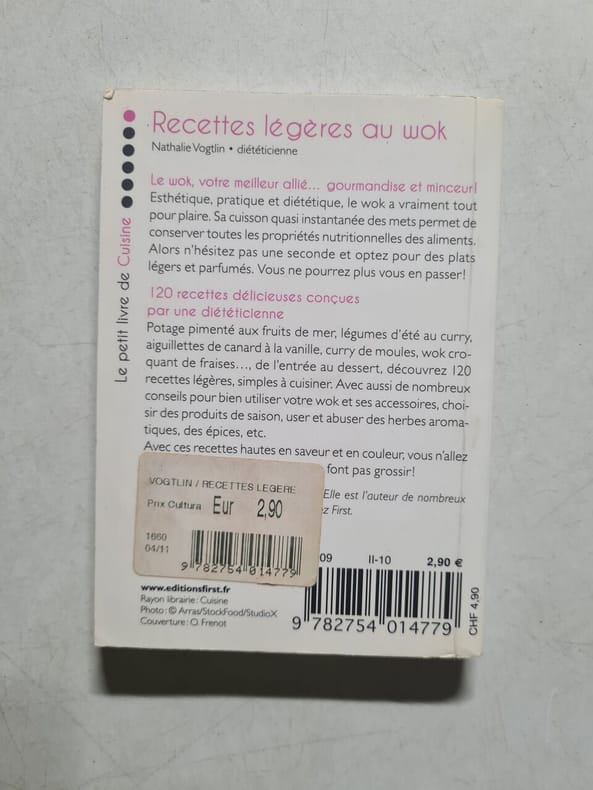 Recettes légères au wok
Nathalie Vogtlin • diététicienne
Le petit livre de Cuisine
Le wok, votre meilleur allié... gourmandise et minceur!
Esthétique, pratique et diététique, le wok a vraiment tout
pour plaire. Sa cuisson quasi instantanée des mets permet de
conserver toutes les propriétés nutritionnelles des aliments.
Alors n'hésitez pas une seconde et optez pour des plats
légers et parfumés. Vous ne pourrez plus vous en passer!
120 recettes délicieuses conçues
par une diététicienne
Potage pimenté aux fruits de mer, légumes d'été au curry,
aiguillettes de canard à la vanille, curry de moules, wok cro-
quant de fraises..., de l'entrée au dessert, découvrez 120
recettes légères, simples à cuisiner. Avec aussi de nombreux
conseils pour bien utiliser votre wok et ses accessoires, choi-
sir des produits de saison, user et abuser des herbes aroma-
tiques, des épices, etc.
Avec ces recettes hautes en saveur et en couleur, vous n'allez
font pas grossir!
Elle est l'auteur de nombreux
z First.
VOGTLIN / RECETTES LEGERE
Prix Cultura Eur 2,90
1660
04/11
9 782754 014779
09 II-10 2,90 €
www.editionsfirst.fr
Rayon librairie: Cuisine
Photo: © Arras/StockFood/StudioX
Couverture: O. Frenot
9 782754 014779
CHF 4,90